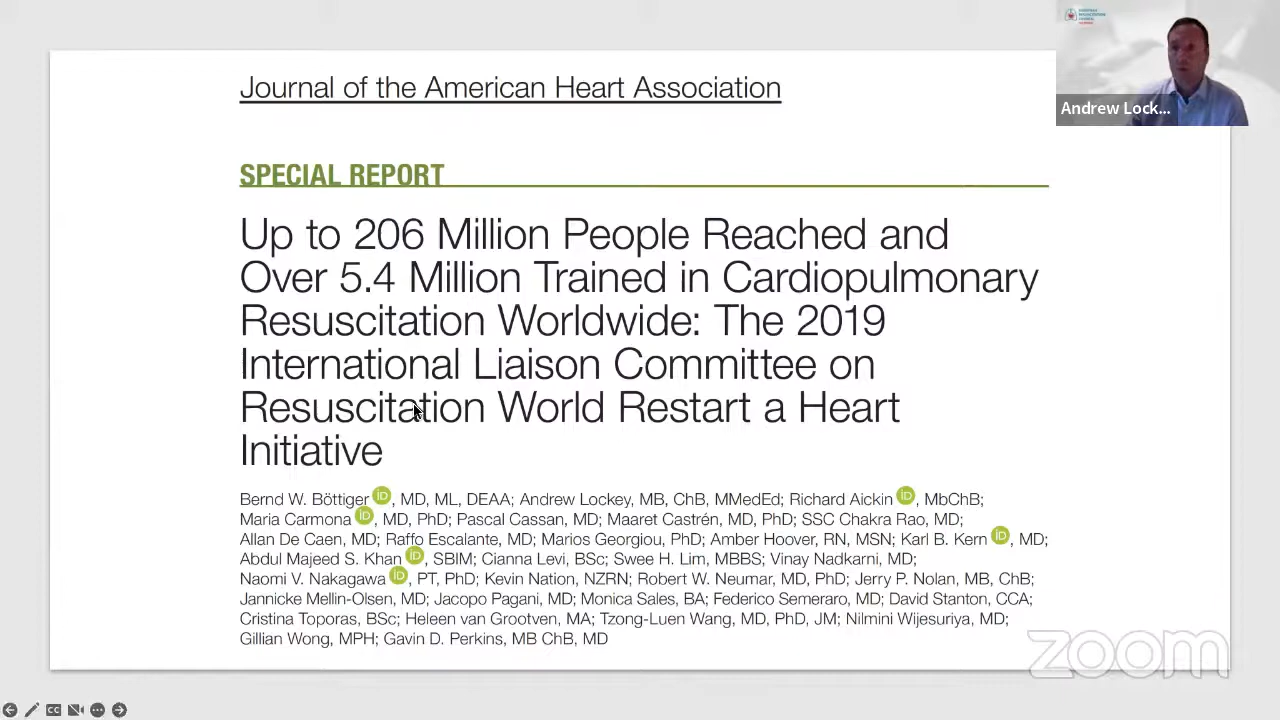 Journal of the American Heart Association
Andrew Lock...
SPECIAL REPORT
Up to 206 Million People Reached and
Over 5.4 Million Trained in Cardiopulmonary
Resuscitation Worldwide: The 2019
International Liaison Committee on
Resuscitation World Restart a Heart
Initiative
Bernd W. Böttiger iD, MD, ML, DEAA; Andrew Lockey, MB, ChB, MMedEd; Richard Aickin iD, MbChB;
Maria Carmona iD, MD, PhD; Pascal Cassan, MD; Maaret Castrén, MD, PhD; SSC Chakra Rao, MD;
Allan De Caen, MD; Raffo Escalante, MD; Marios Georgiou, PhD; Amber Hoover, RN, MSN; Karl B. Kern iD, MD;
Abdul Majeed S. Khan iD, SBIM; Cianna Levi, BSc; Swee H. Lim, MBBS; Vinay Nadkarni, MD;
Naomi V. Nakagawa iD, PT, PhD; Kevin Nation, NZRN; Robert W. Neumar, MD, PhD; Jerry P. Nolan, MB, ChB;
Jannicke Mellin-Olsen, MD; Jacopo Pagani, MD; Monica Sales, BA; Federico Semeraro, MD; David Stanton, CCA;
Cristina Toporas, BSc; Heleen van Grootven, MA; Tzong-Luen Wang, MD, PhD, JM; Nilmini Wijesuriya, MD;
Gillian Wong, MPH; Gavin D. Perkins, MB ChB, MD
zoom
CC